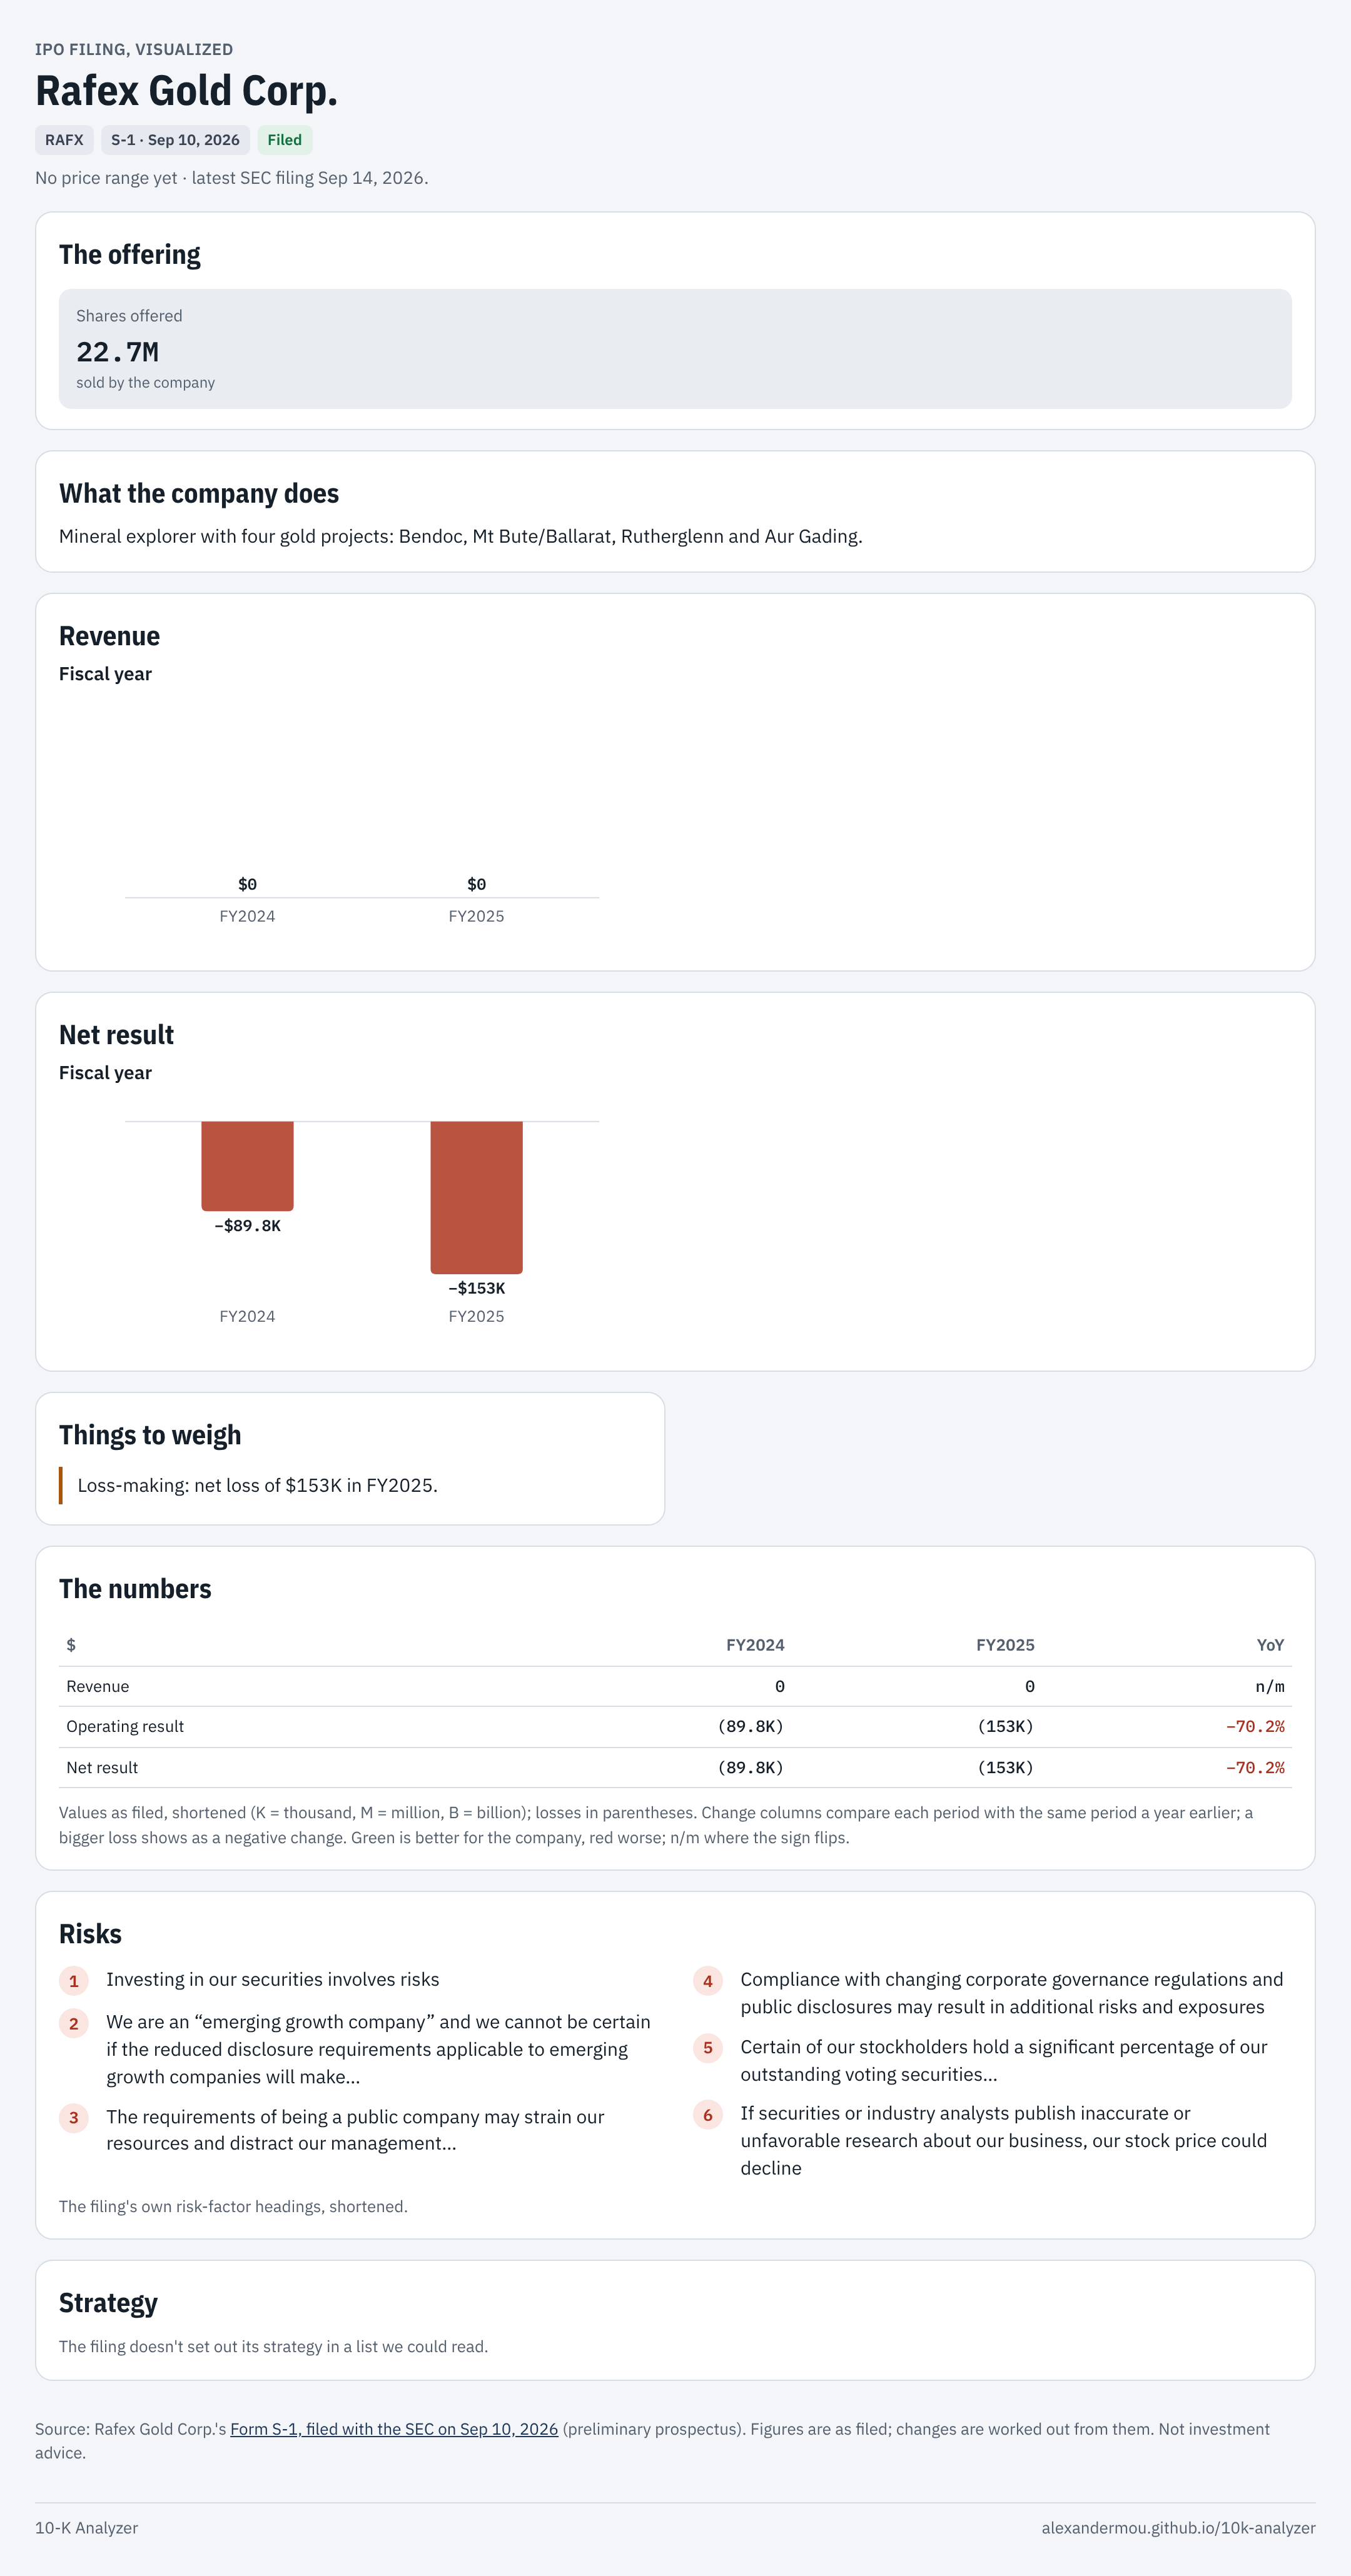 IPO FILING, VISUALIZED
Rafex Gold Corp.
RAFX S-1 · Sep 10, 2026 Filed
No price range yet · latest SEC filing Sep 14, 2026.
The offering
Shares offered
22.7M
sold by the company
What the company does
Mineral explorer with four gold projects: Bendoc, Mt Bute/Ballarat, Rutherglenn and Aur Gading.
Revenue
Fiscal year
$0 $0
FY2024 FY2025
Net result
Fiscal year
−$89.8K
−$153K
FY2024 FY2025
Things to weigh
Loss-making: net loss of $153K in FY2025.
The numbers
$ FY2024 FY2025 YoY
Revenue 0 0 n/m
Operating result (89.8K) (153K) −70.2%
Net result (89.8K) (153K) −70.2%
Values as filed, shortened (K = thousand, M = million, B = billion); losses in parentheses. Change columns compare each period with the same period a year earlier; a
bigger loss shows as a negative change. Green is better for the company, red worse; n/m where the sign flips.
Risks
1 Investing in our securities involves risks
2 We are an “emerging growth company” and we cannot be certain
if the reduced disclosure requirements applicable to emerging
growth companies will make…
3 The requirements of being a public company may strain our
resources and distract our management…
4 Compliance with changing corporate governance regulations and
public disclosures may result in additional risks and exposures
5 Certain of our stockholders hold a significant percentage of our
outstanding voting securities…
6 If securities or industry analysts publish inaccurate or
unfavorable research about our business, our stock price could
decline
The filing's own risk-factor headings, shortened.
Strategy
The filing doesn't set out its strategy in a list we could read.
Source: Rafex Gold Corp.'s Form S-1, filed with the SEC on Sep 10, 2026 (preliminary prospectus). Figures are as filed; changes are worked out from them. Not investment
advice.
10-K Analyzer alexandermou.github.io/10k-analyzer